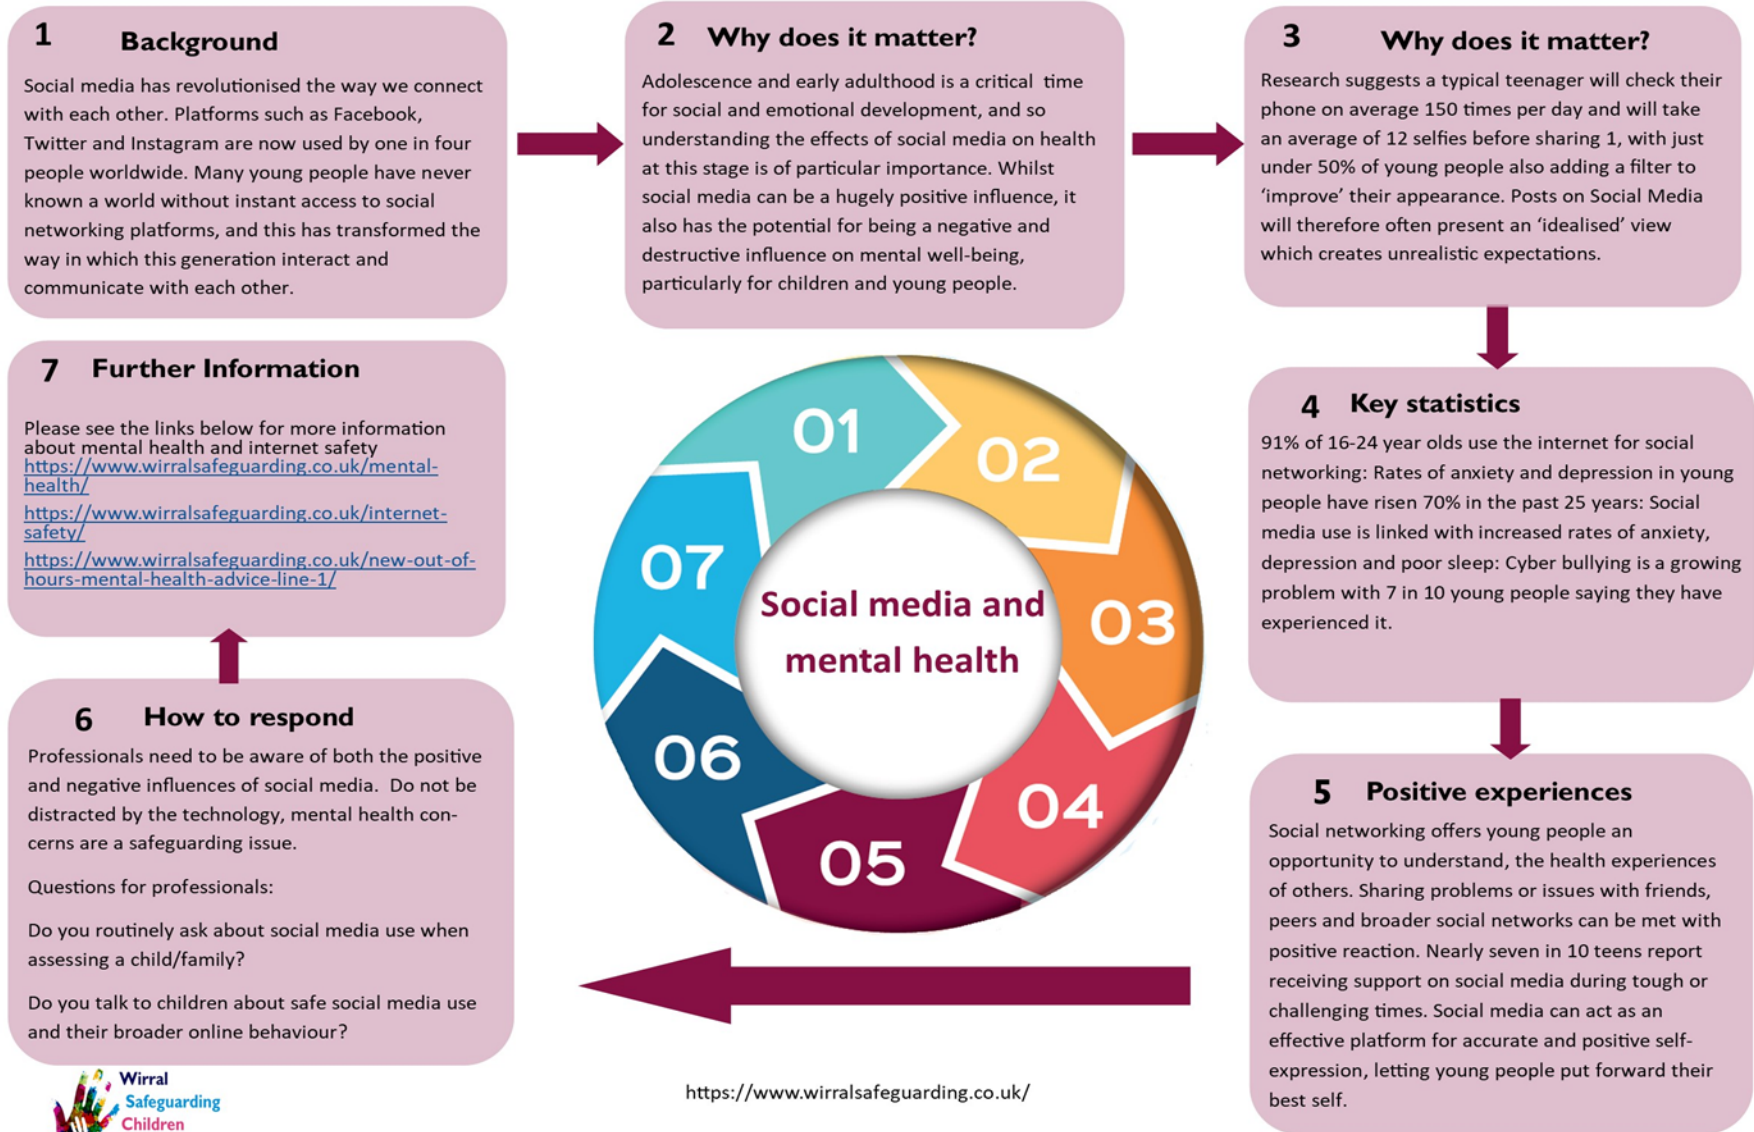 1 Background
Social media has revolutionised the way we connect
with each other. Platforms such as Facebook,
Twitter and Instagram are now used by one in four
people worldwide. Many young people have never
known a world without instant access to social
networking platforms, and this has transformed the
way in which this generation interact and
communicate with each other.
2 Why does it matter?
Adolescence and early adulthood is a critical time
for social and emotional development, and so
understanding the effects of social media on health
at this stage is of particular importance. Whilst
social media can be a hugely positive influence, it
also has the potential for being a negative and
destructive influence on mental well-being,
particularly for children and young people.
3 Why does it matter?
Research suggests a typical teenager will check their
phone on average 150 times per day and will take
an average of 12 selfies before sharing 1, with just
under 50% of young people also adding a filter to
‘improve’ their appearance. Posts on Social Media
will therefore often present an ‘idealised’ view
which creates unrealistic expectations.
4 Key statistics
91% of 16-24 year olds use the internet for social
networking: Rates of anxiety and depression in young
people have risen 70% in the past 25 years: Social
media use is linked with increased rates of anxiety,
depression and poor sleep: Cyber bullying is a growing
problem with 7 in 10 young people saying they have
experienced it.
5 Positive experiences
Social networking offers young people an
opportunity to understand, the health experiences
of others. Sharing problems or issues with friends,
peers and broader social networks can be met with
positive reaction. Nearly seven in 10 teens report
receiving support on social media during tough or
challenging times. Social media can act as an
effective platform for accurate and positive self-
expression, letting young people put forward their
best self.
6 How to respond
Professionals need to be aware of both the positive
and negative influences of social media. Do not be
distracted by the technology, mental health con-
cerns are a safeguarding issue.
Questions for professionals:
Do you routinely ask about social media use when
assessing a child/family?
Do you talk to children about safe social media use
and their broader online behaviour?
7 Further Information
Please see the links below for more information
about mental health and internet safety
https://www.wirralsafeguarding.co.uk/mental-
health/
https://www.wirralsafeguarding.co.uk/internet-
safety/
https://www.wirralsafeguarding.co.uk/new-out-of-
hours-mental-health-advice-line-1/
01
02
03
04
05
06
07
Social media and
mental health
Wirral
Safeguarding
Children
https://www.wirralsafeguarding.co.uk/